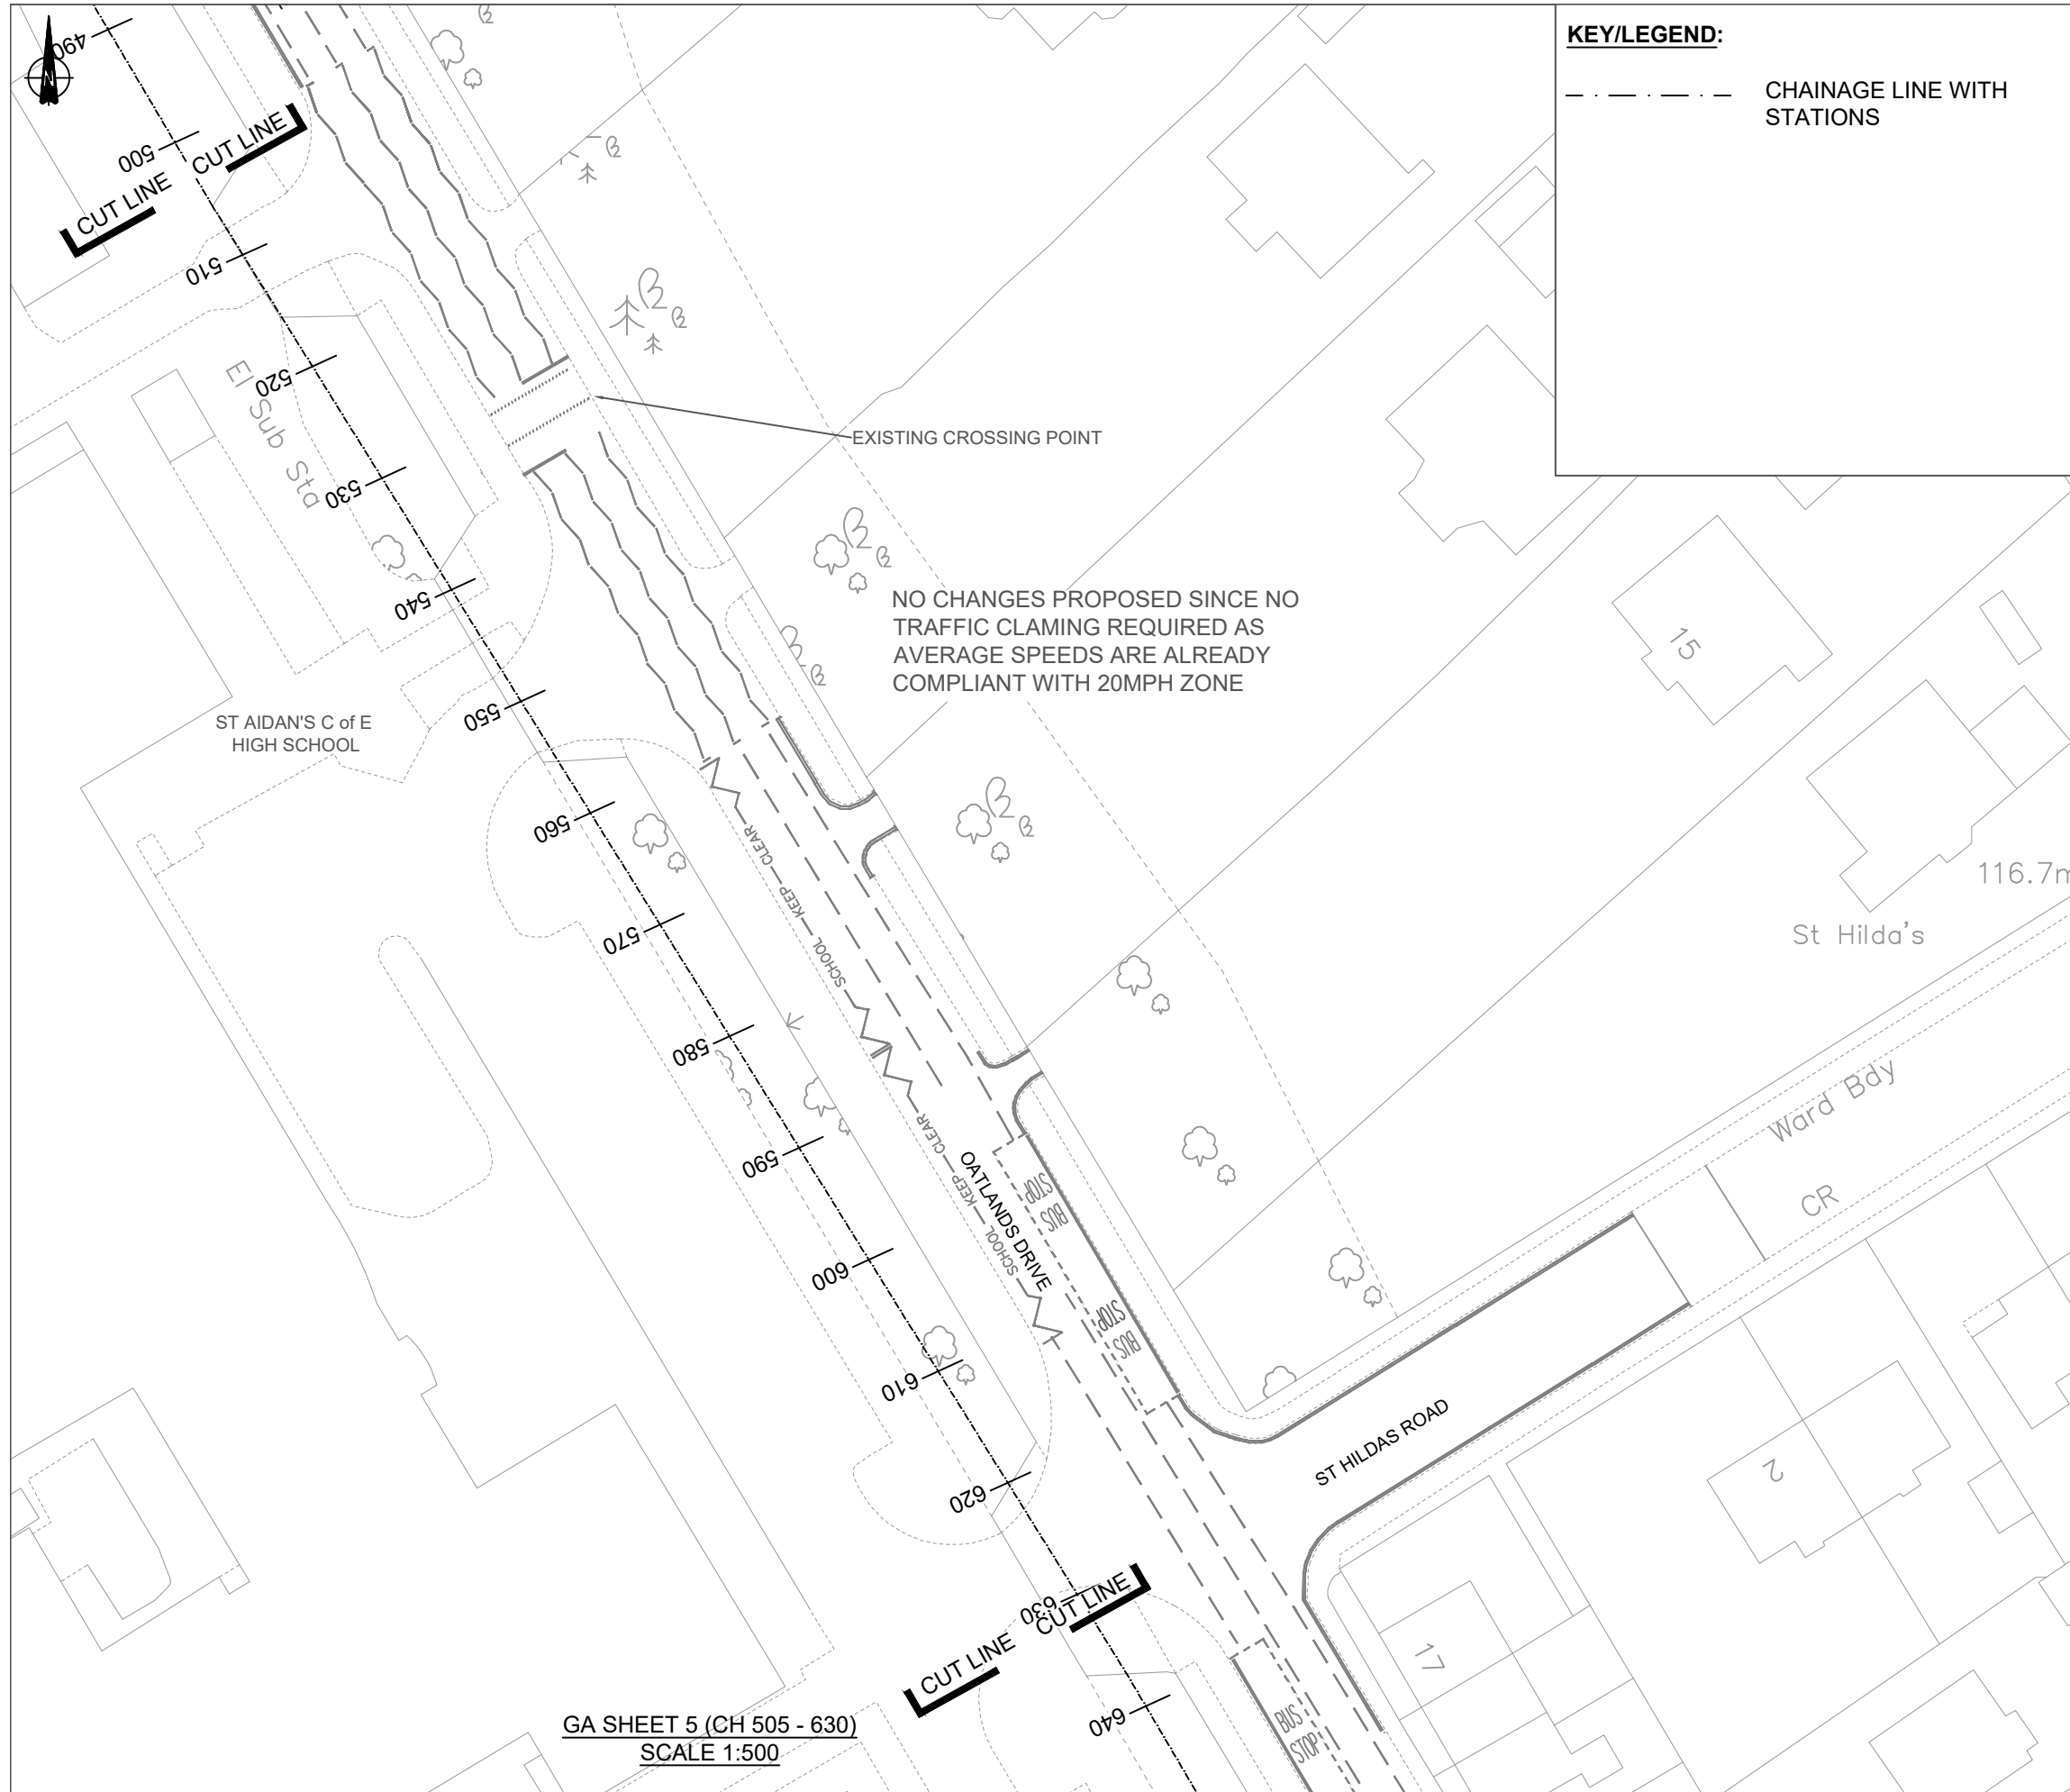 KEY/LEGEND:
CHAINAGE LINE WITH
STATIONS
N
490
500
CUT LINE
CUT LINE
510
520
El Sub Sta
530
EXISTING CROSSING POINT
540
NO CHANGES PROPOSED SINCE NO
TRAFFIC CLAMING REQUIRED AS
AVERAGE SPEEDS ARE ALREADY
COMPLIANT WITH 20MPH ZONE
15
550
ST AIDAN'S C of E
HIGH SCHOOL
560
SCHOOL KEEP CLEAR
116.7m
St Hilda's
570
580
Ward Bdy
590
SCHOOL KEEP CLEAR
OATLANDS DRIVE
BUS
STOP
CR
600
BUS
STOP
610
ST HILDAS ROAD
2
620
630
CUT LINE
CUT LINE
17
640
BUS
STOP
GA SHEET 5 (CH 505 - 630)
SCALE 1:500